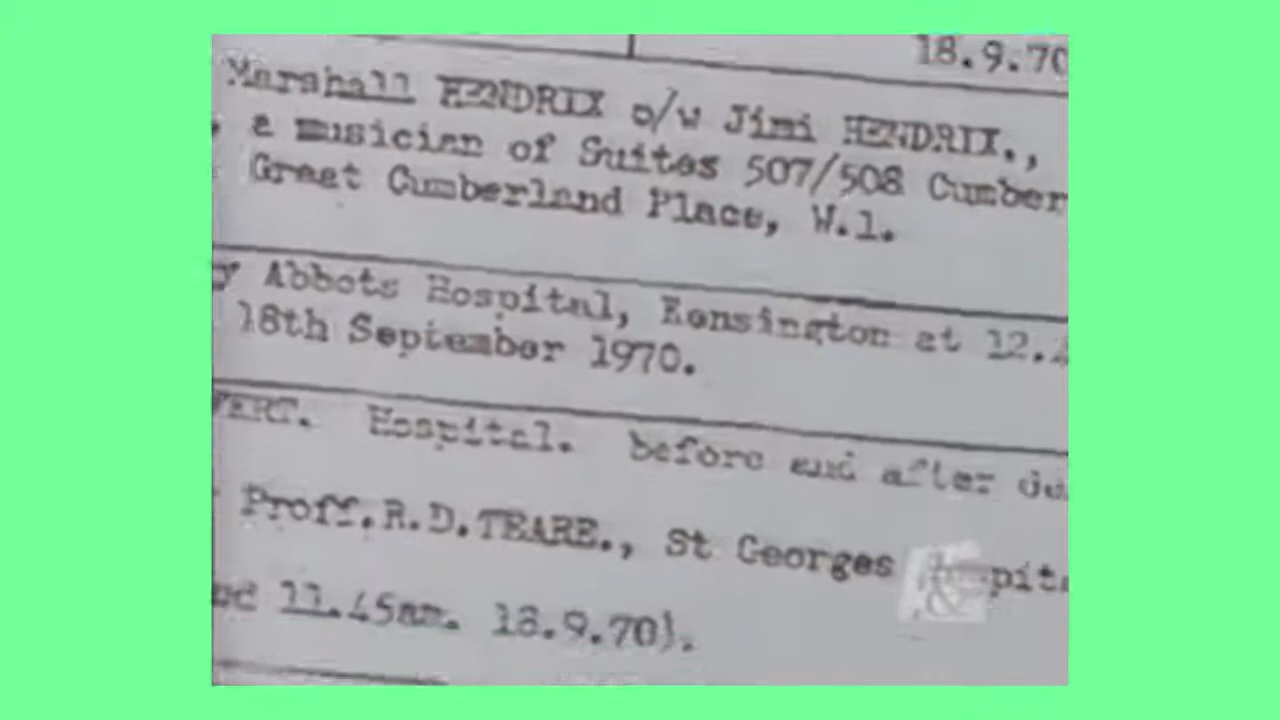 18.9.70
Marshall HENDRIX o/w Jimi HENDRIX.,
a musician of Suites 507/508 Cumber
Great Cumberland Place, W.1.
y Abbots Hospital, Kensington at 12.
18th September 1970.
VERT. Hospital. before and after
Proff.R.D.TEARE., St Georges
11.45am. 18.9.70).